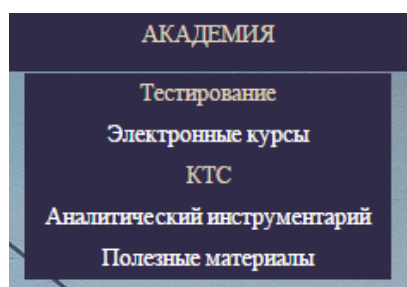 АКАДЕМИЯ
Тестирование
Электронные курсы
КТС
Аналитический инструментарий
Полезные материалы